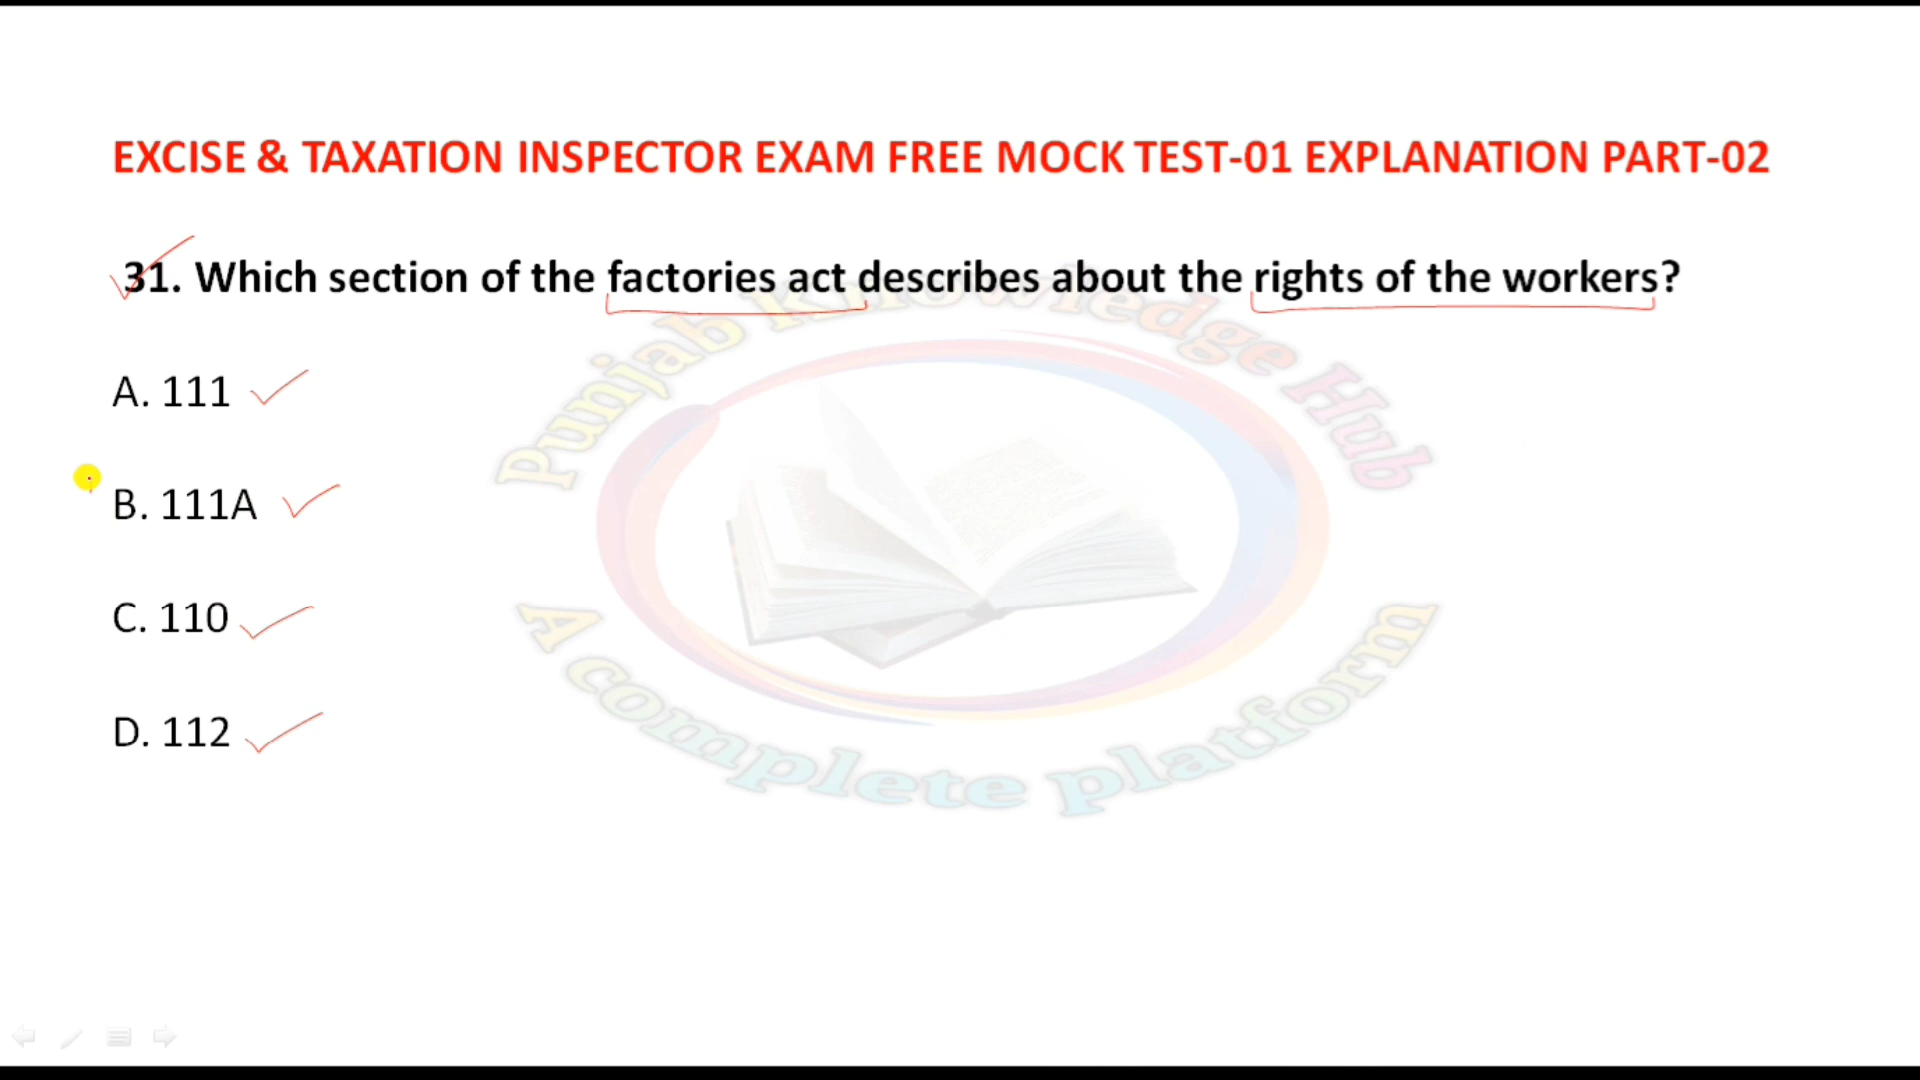 EXCISE & TAXATION INSPECTOR EXAM FREE MOCK TEST-01 EXPLANATION PART-02
31. Which section of the factories act describes about the rights of the workers?
Punjab Knowledge Hub
A. 111
B. 111A
C. 110
D. 112
A complete platform